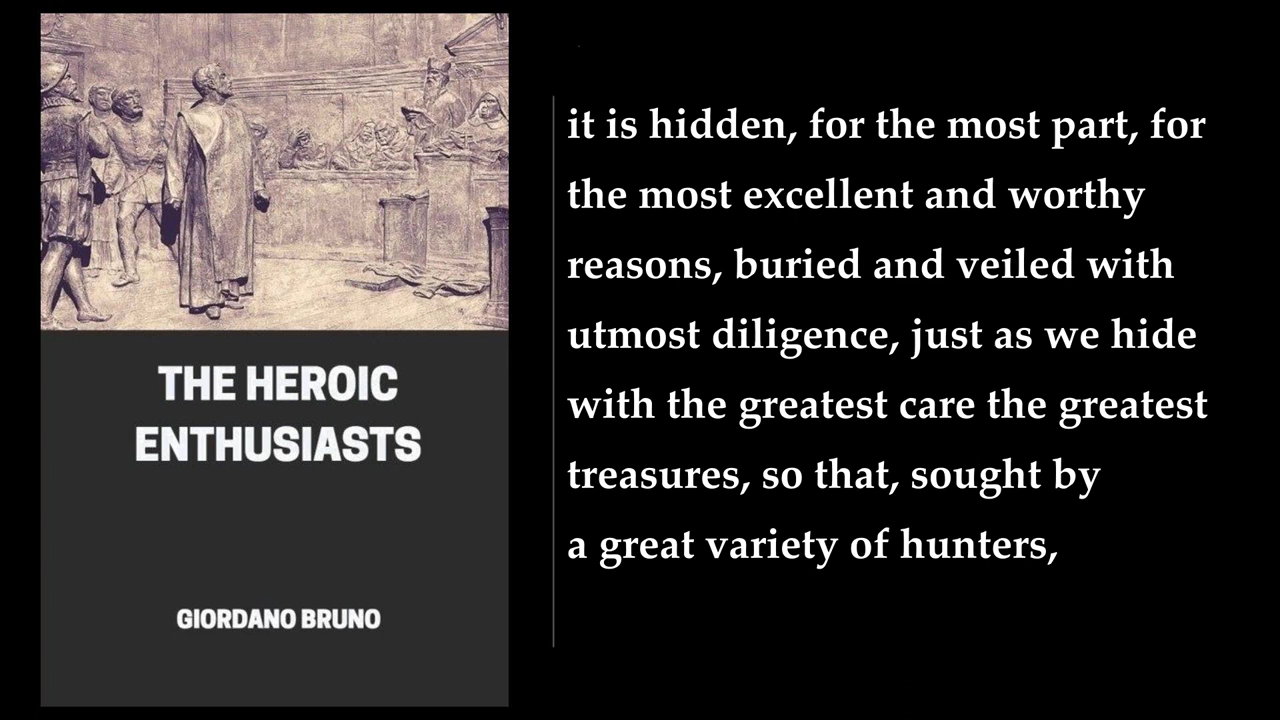 THE HEROIC
ENTHUSIASTS
GIORDANO BRUNO
it is hidden, for the most part, for
the most excellent and worthy
reasons, buried and veiled with
utmost diligence, just as we hide
with the greatest care the greatest
treasures, so that, sought by
a great variety of hunters,